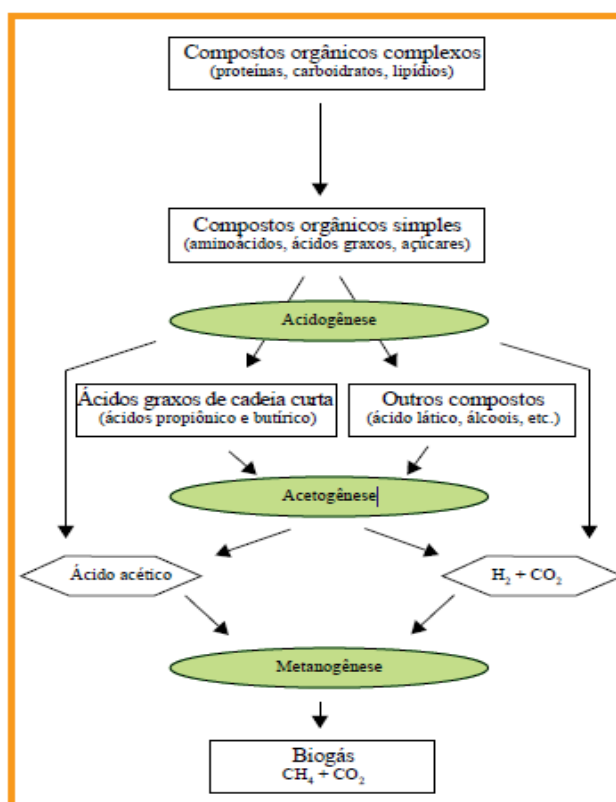 Compostos orgânicos complexos
(proteínas, carboidratos, lipídios)
Compostos orgânicos simples
(aminoácidos, ácidos graxos, açúcares)
Acidogênese
Ácidos graxos de cadeia curta
(ácidos propiônico e butírico)
Outros compostos
(ácido lático, álcoois, etc.)
Acetogênese
Ácido acético
H₂ + CO₂
Metanogênese
Biogás
CH₄ + CO₂